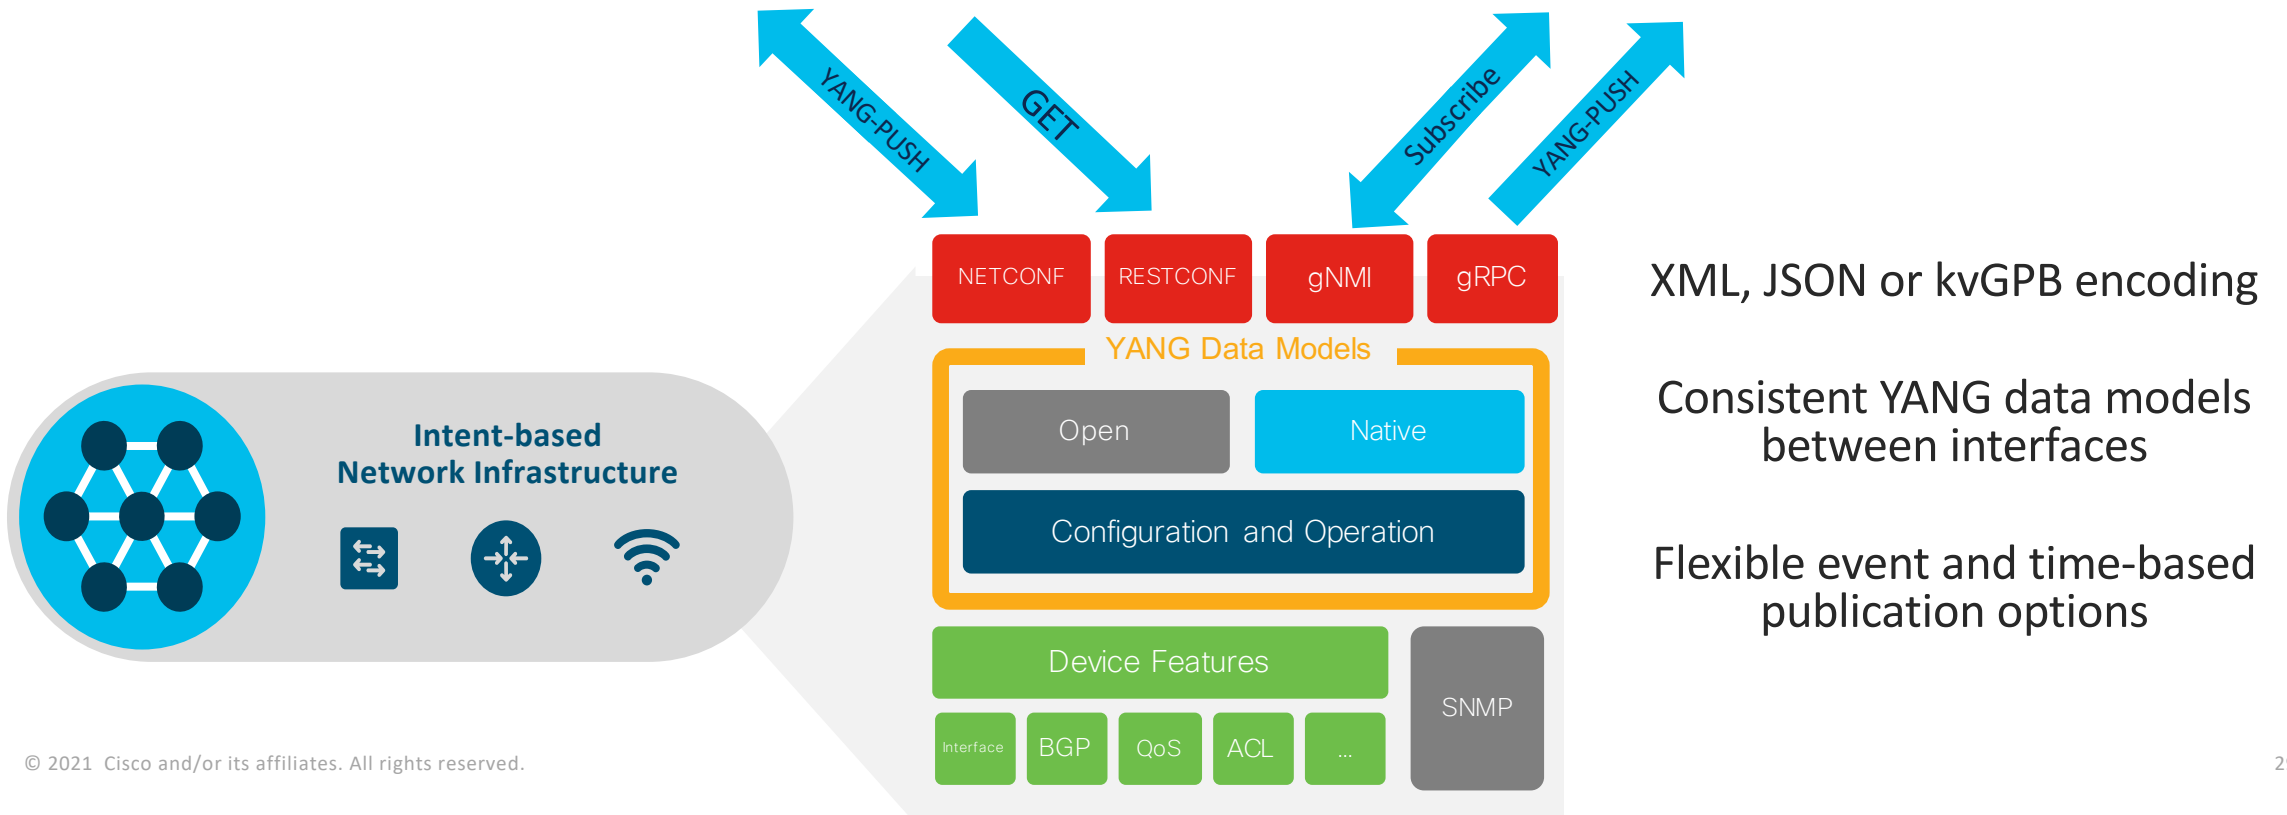 YANG-PUSH
GET
Subscribe
YANG-PUSH
NETCONF
RESTCONF
gNMI
gRPC
YANG Data Models
Open
Native
Configuration and Operation
Device Features
SNMP
Interface
BGP
QoS
ACL
...
Intent-based
Network Infrastructure
XML, JSON or kvGPB encoding
Consistent YANG data models
between interfaces
Flexible event and time-based
publication options
© 2021 Cisco and/or its affiliates. All rights reserved.